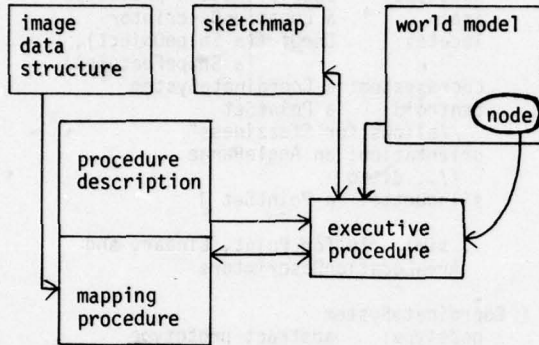 image
data
structure
sketchmap
world model
node
procedure
description
executive
procedure
mapping
procedure